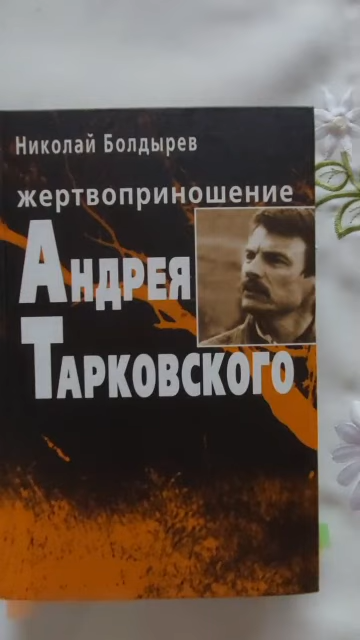 Николай Болдырев
жертвоприношение
Андрея
Тарковского